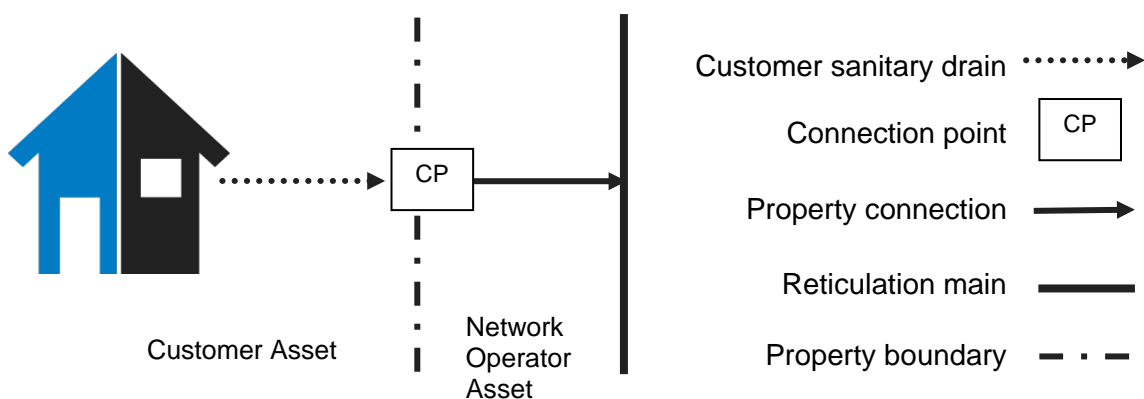 CP
Customer Asset
Network
Operator
Asset
Customer sanitary drain
Connection point
CP
Property connection
Reticulation main
Property boundary